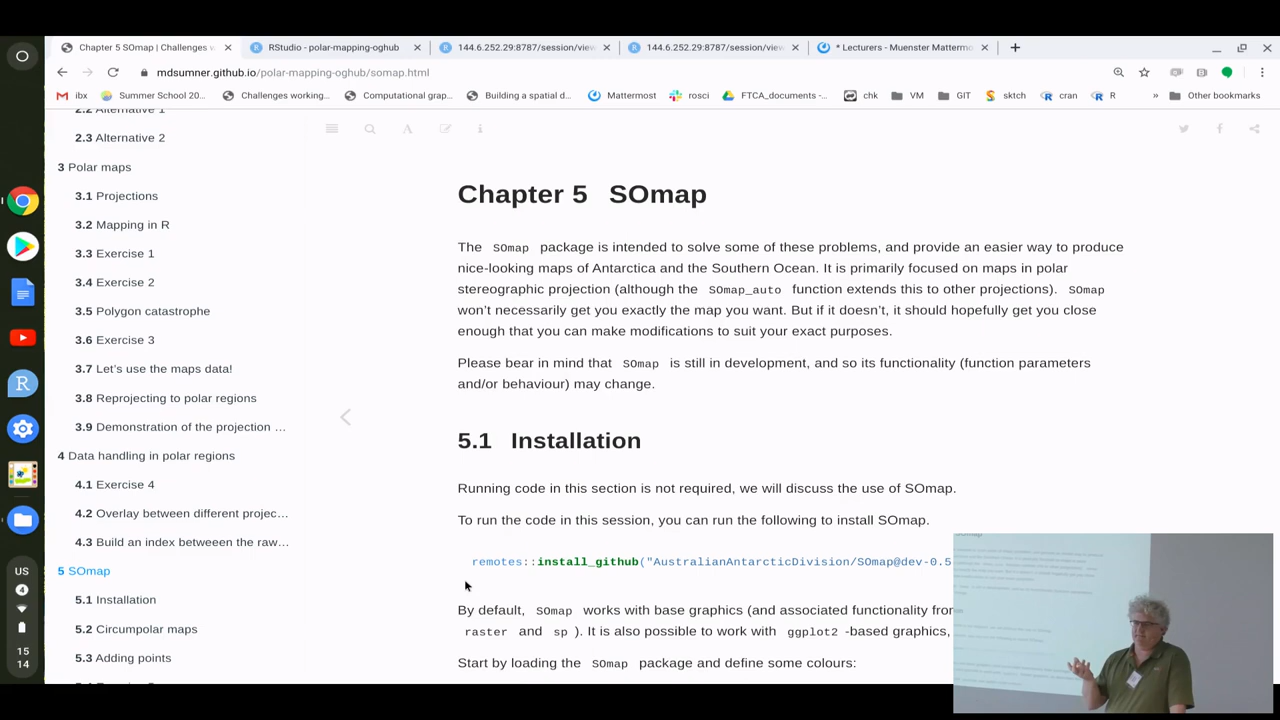 Chapter 5 SOmap | Challenges w
RStudio - polar-mapping-oghub
144.6.252.29:8787/session/view
144.6.252.29:8787/session/view
* Lecturers - Muenster Mattermo
mdsumner.github.io/polar-mapping-oghub/somap.html
ibx
Summer School 20...
Challenges working...
Computational grap...
Building a spatial d...
Mattermost
rosci
FTCA_documents -...
chk
VM
GIT
sktch
cran
R
»
Other bookmarks
2.2 Alternative 1
2.3 Alternative 2
3 Polar maps
3.1 Projections
3.2 Mapping in R
3.3 Exercise 1
3.4 Exercise 2
3.5 Polygon catastrophe
3.6 Exercise 3
3.7 Let's use the maps data!
3.8 Reprojecting to polar regions
3.9 Demonstration of the projection ...
4 Data handling in polar regions
4.1 Exercise 4
4.2 Overlay between different projec...
4.3 Build an index betweeen the raw...
5 SOmap
5.1 Installation
5.2 Circumpolar maps
5.3 Adding points
Chapter 5 SOmap
The SOmap package is intended to solve some of these problems, and provide an easier way to produce
nice-looking maps of Antarctica and the Southern Ocean. It is primarily focused on maps in polar
stereographic projection (although the SOmap_auto function extends this to other projections). SOmap
won't necessarily get you exactly the map you want. But if it doesn't, it should hopefully get you close
enough that you can make modifications to suit your exact purposes.
Please bear in mind that SOmap is still in development, and so its functionality (function parameters
and/or behaviour) may change.
5.1 Installation
Running code in this section is not required, we will discuss the use of SOmap.
To run the code in this session, you can run the following to install SOmap.
remotes::install_github("AustralianAntarcticDivision/SOmap@dev-0.5
By default, SOmap works with base graphics (and associated functionality from
raster and sp ). It is also possible to work with ggplot2 -based graphics,
Start by loading the SOmap package and define some colours:
US
4
15
14